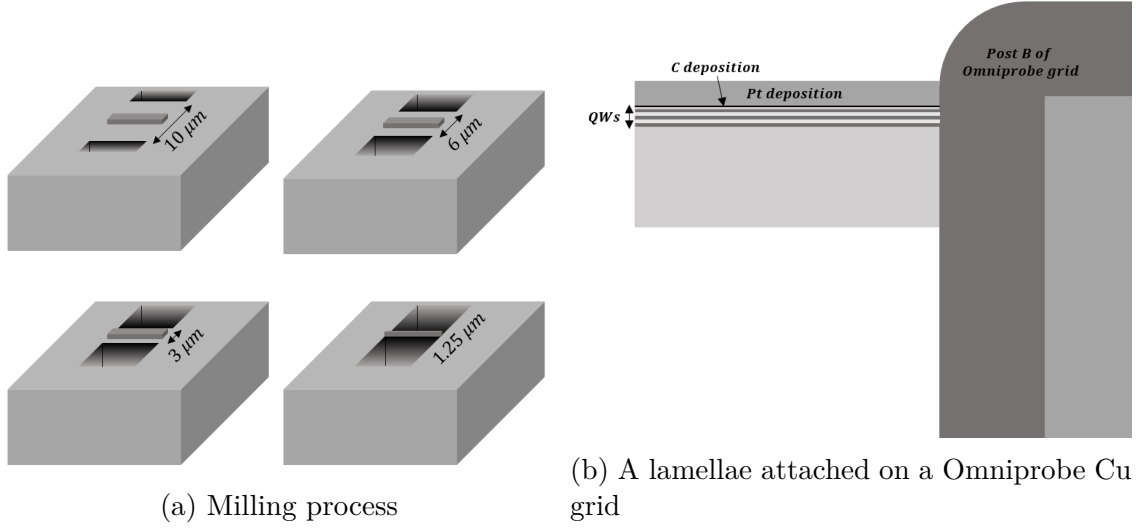 10 μm
6 μm
3 μm
1.25 μm
(a) Milling process
C deposition
Pt deposition
QWs
Post B of
Omniprobe grid
(b) A lamellae attached on a Omniprobe Cu
grid